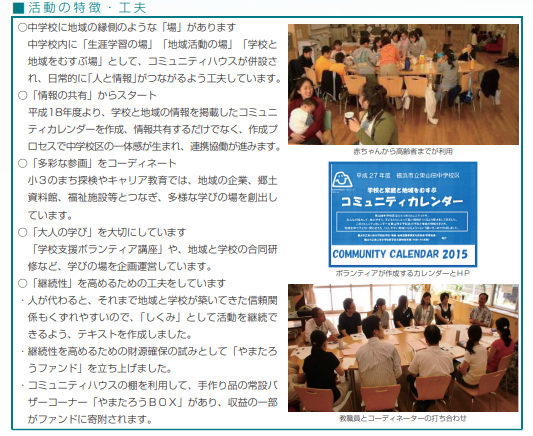 ■活動の特徴・工夫
○中学校に地域の縁側のような「場」があります
中学校内に「生涯学習の場」「地域活動の場」「学校と
地域をむすぶ場」として、コミュニティハウスが併設さ
れ、日常的に「人と情報」がつながるよう工夫しています。
○「情報の共有」からスタート
平成18年度より、学校と地域の情報を掲載したコミュニ
ティカレンダーを作成、情報共有するだけでなく、作成プ
ロセスで中学校区の一体感が生まれ、連携協働が進みます。
○「多彩な参画」をコーディネート
小3のまち探検やキャリア教育では、地域の企業、郷土
資料館、福祉施設等とつなぎ、多様な学びの場を創出し
ています。
○「大人の学び」を大切にしています
「学校支援ボランティア講座」や、地域と学校の合同研
修など、学びの場を企画運営しています。
○「継続性」を高めるための工夫をしています
・人が代わると、それまで地域と学校が築いてきた信頼関
係もくずれやすいので、「しくみ」として活動を継続で
きるよう、テキストを作成しました。
・継続性を高めるための財源確保の試みとして「やまたろ
うファンド」を立ち上げました。
・コミュニティハウスの棚を利用して、手作り品の常設バ
ザーコーナー「やまたろうBOX」があり、収益の一部
がファンドに寄附されます。
赤ちゃんから高齢者までが利用
平成27年度 横浜市立東山田中学校区
学校と家庭と地域をむすぶ
コミュニティカレンダー
COMMUNITY CALENDAR 2015
ボランティアが作成するカレンダーとHP
教職員とコーディネーターの打ち合わせ